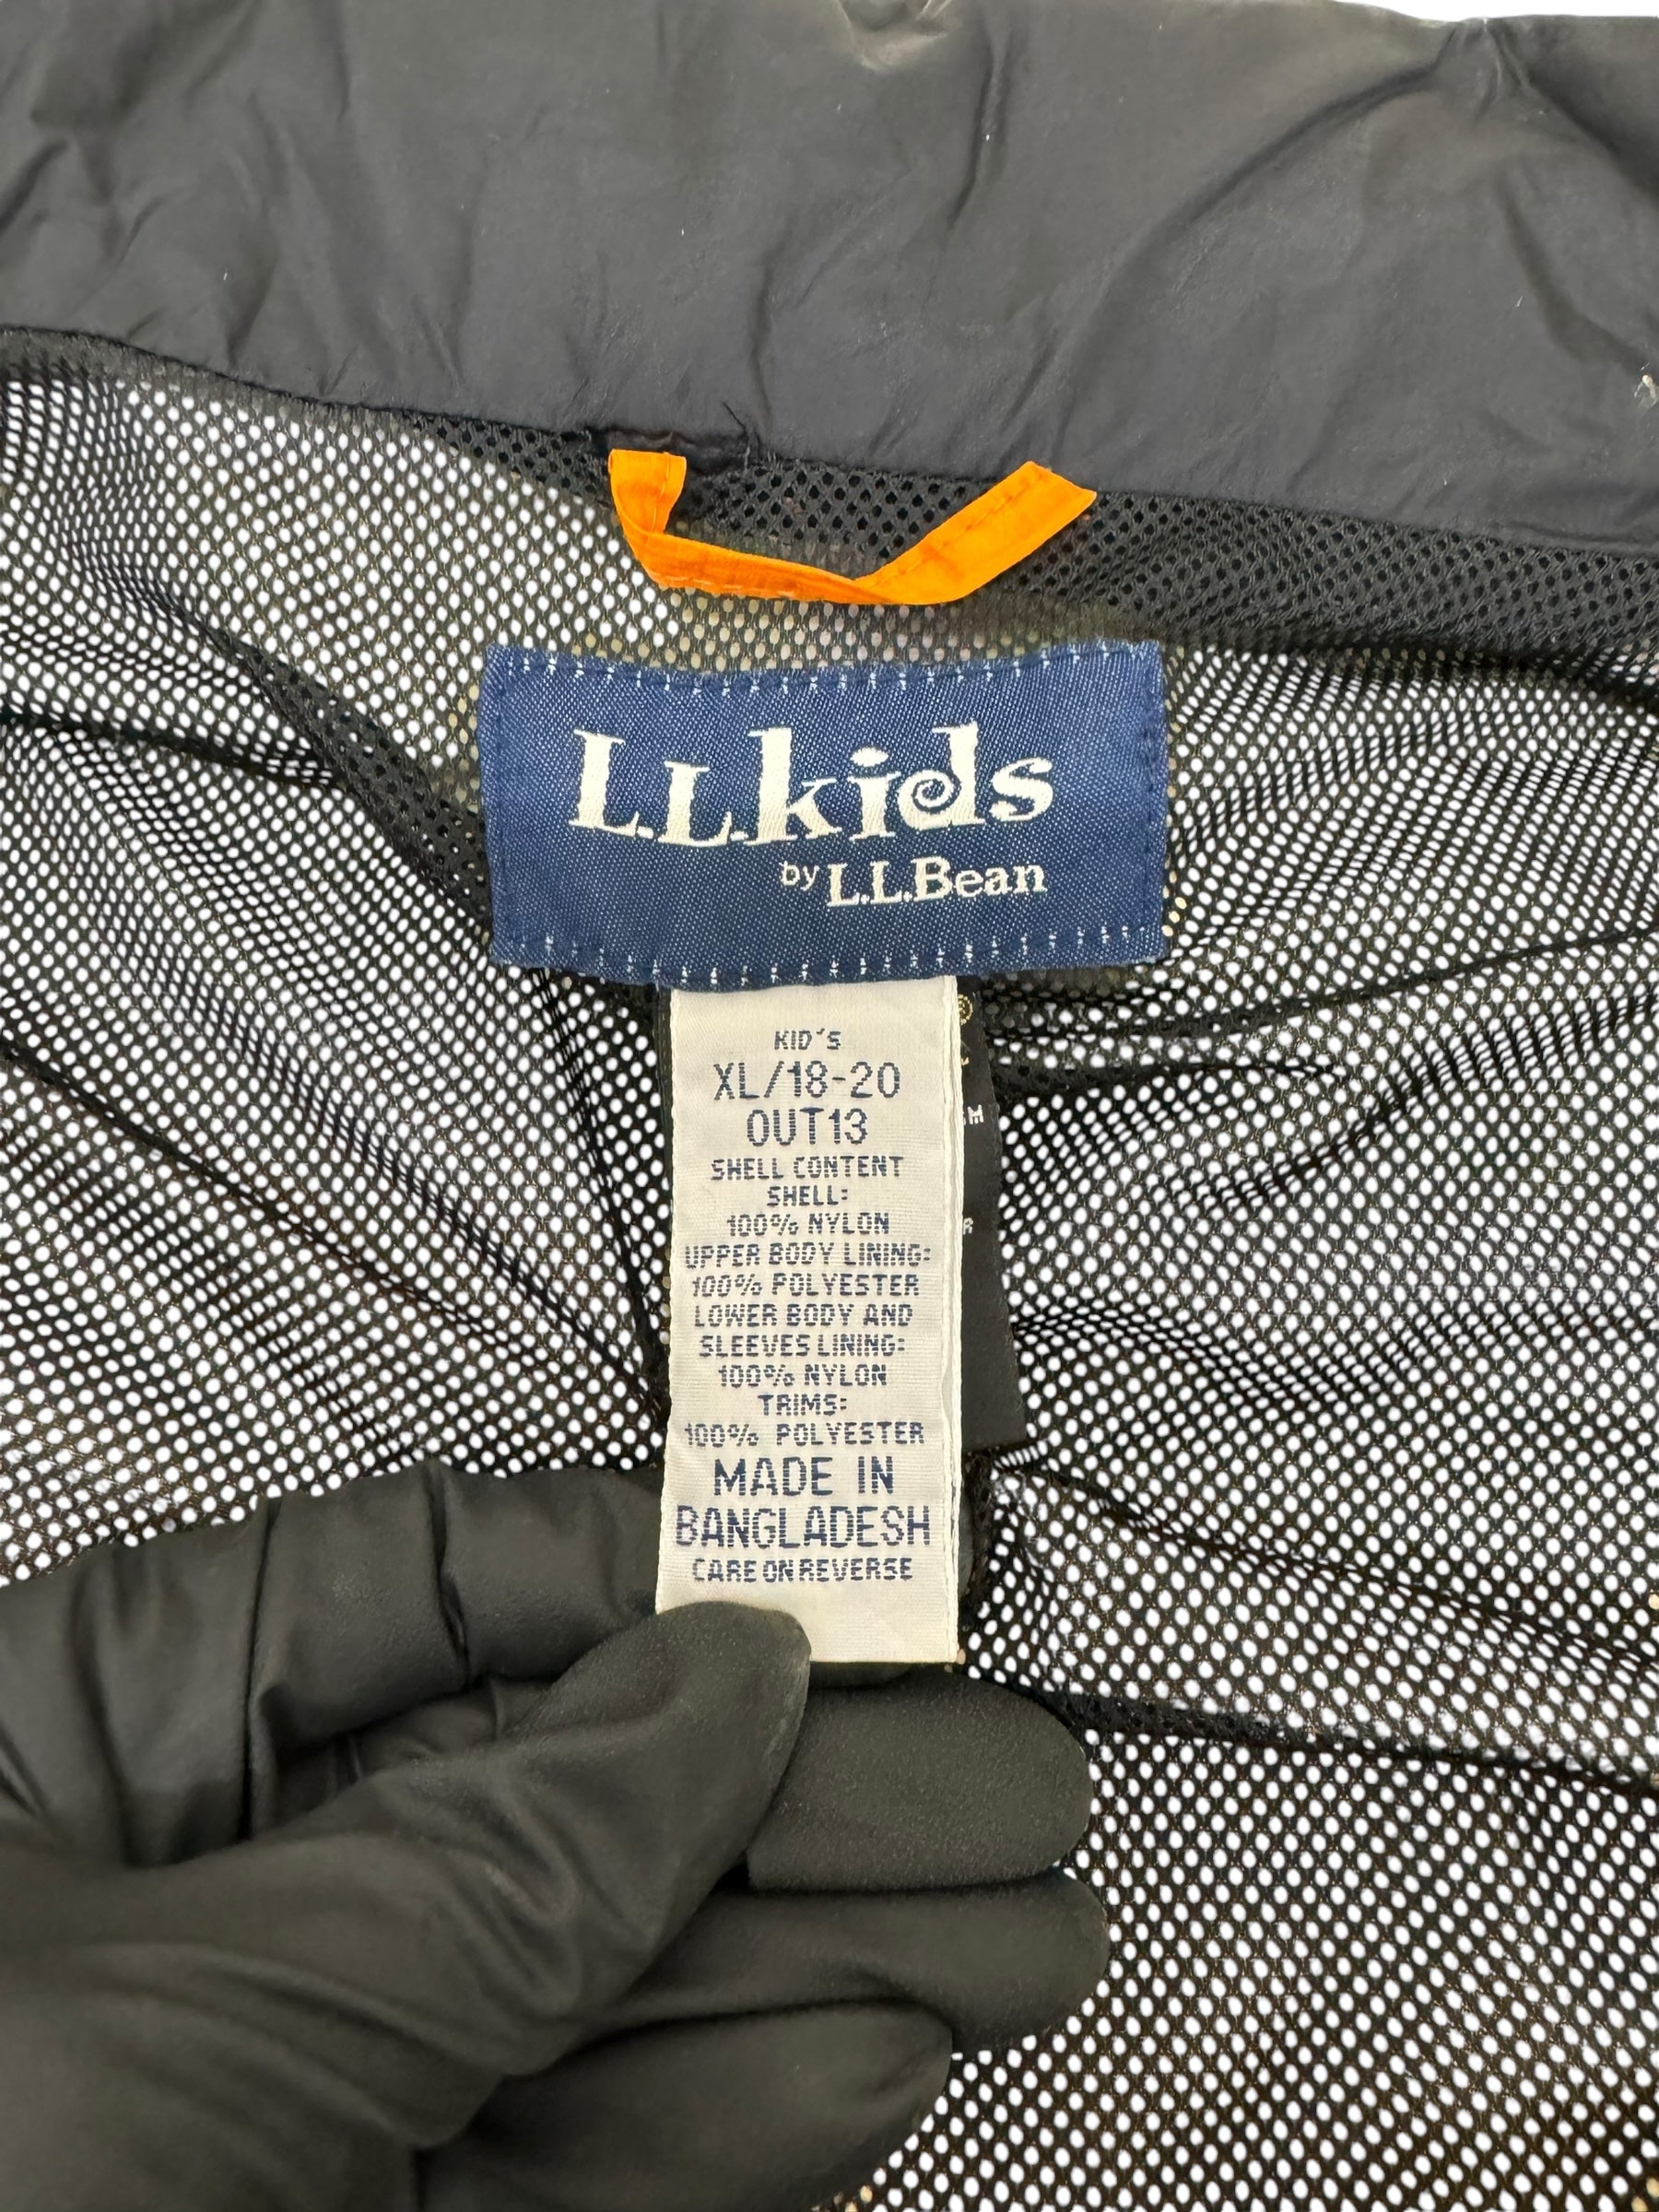 L.L.kids
by L.L.Bean
KID'S
XL/18-20
OUT13
SHELL CONTENT
SHELL:
100% NYLON
UPPER BODY LINING:
100% POLYESTER
LOWER BODY AND
SLEEVES LINING:
100% NYLON
TRIMS:
100% POLYESTER
MADE IN
BANGLADESH
CARE ON REVERSE